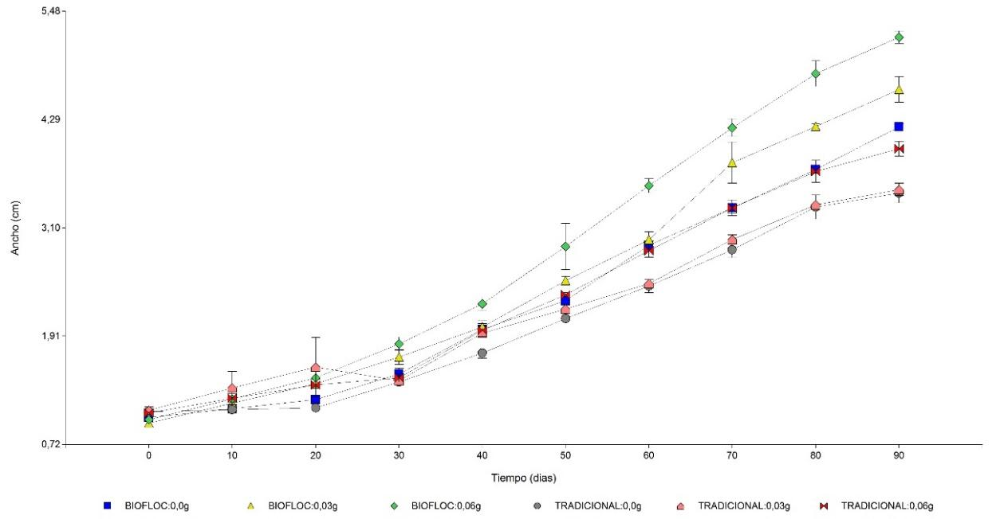 5,48
4,29
3,10
1,91
0,72
Ancho (cm)
0 10 20 30 40 50 60 70 80 90
Tiempo (dias)
BIOFLOC:0,0g BIOFLOC:0,03g BIOFLOC:0,06g TRADICIONAL:0,0g TRADICIONAL:0,03g TRADICIONAL:0,06g